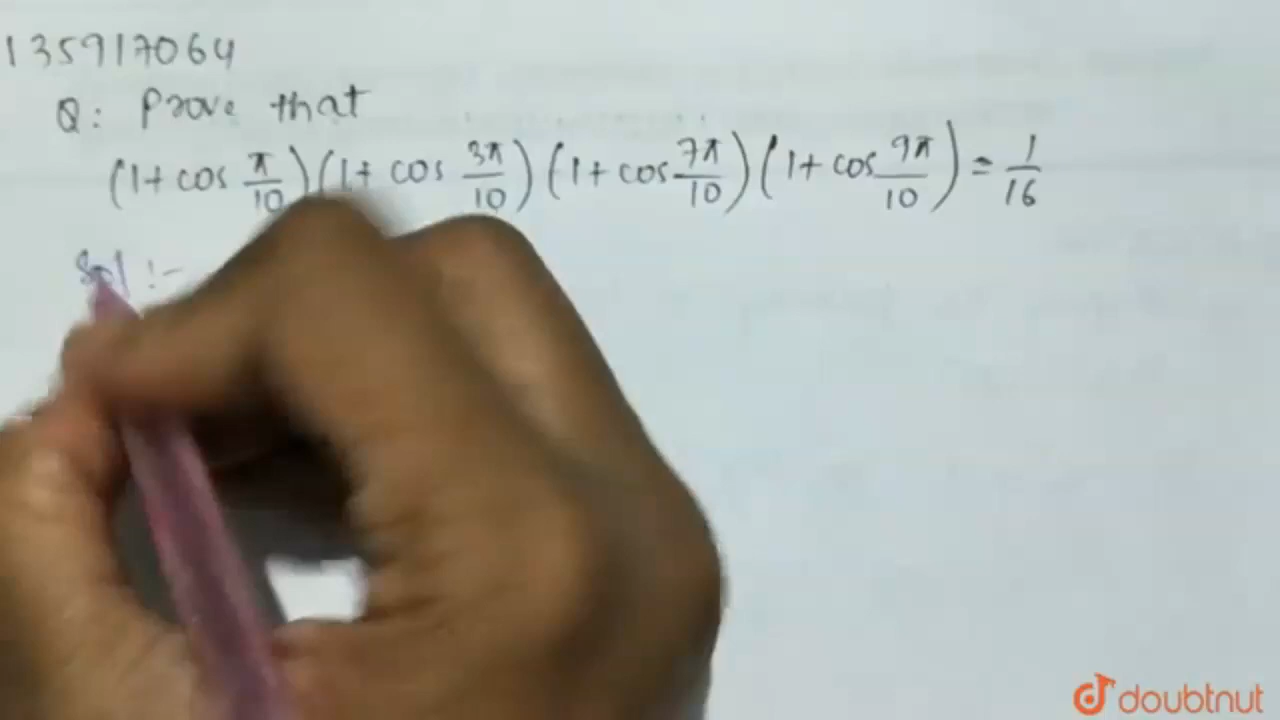 135917064
Q: Prove that
(1+ cos π/10)(1+ cos 3π/10)(1+cos 7π/10)(1+ cos 9π/10) = 1/16
Sol :-
doubtnut